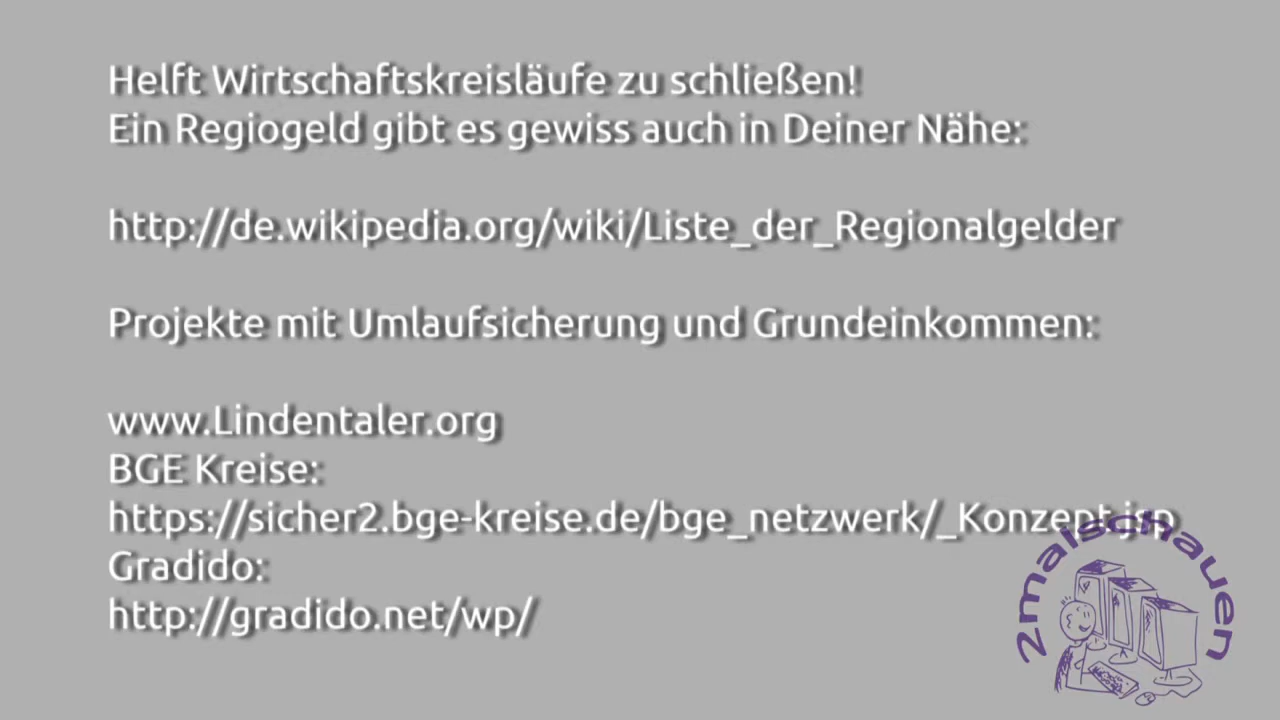 Helft Wirtschaftskreisläufe zu schließen!
Ein Regiogeld gibt es gewiss auch in Deiner Nähe:
http://de.wikipedia.org/wiki/Liste_der_Regionalgelder
Projekte mit Umlaufsicherung und Grundeinkommen:
www.Lindentaler.org
BGE Kreise:
https://sicher2.bge-kreise.de/bge_netzwerk/_Konzept.jsp
Gradido:
http://gradido.net/wp/
2malschauen